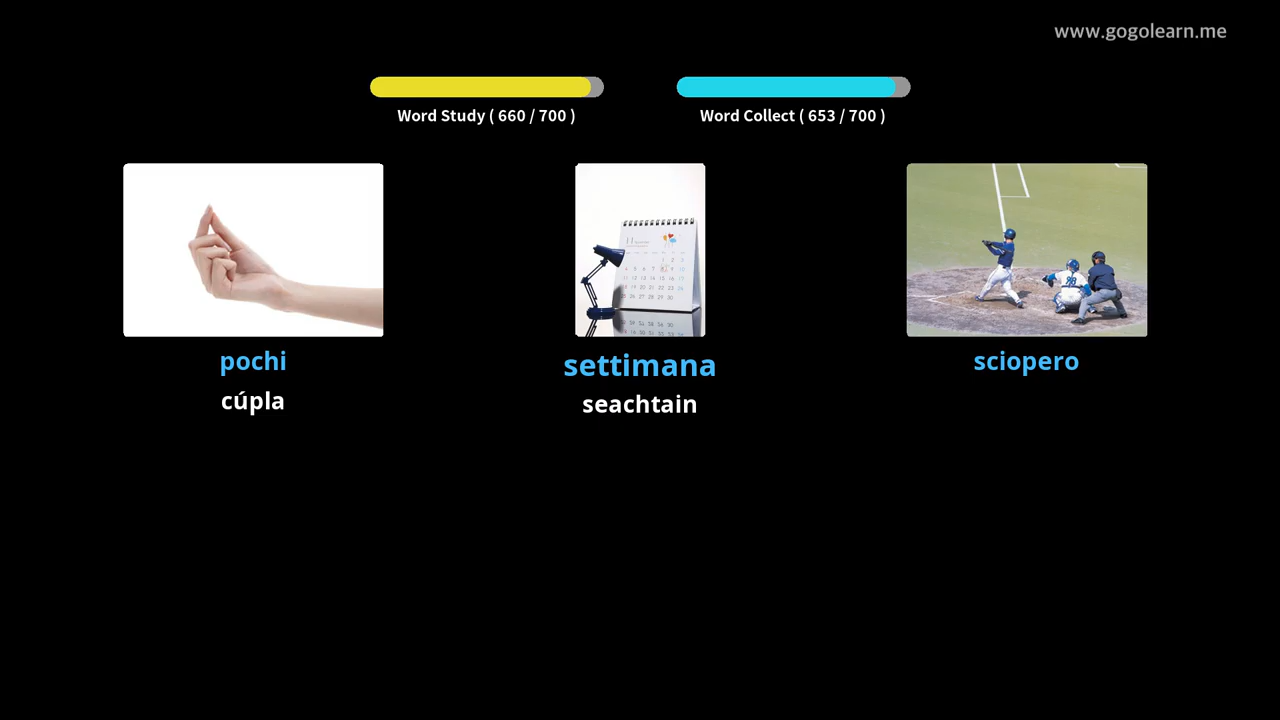 www.gogolearn.me
Word Study ( 660 / 700 )
Word Collect ( 653 / 700 )
pochi
settimana
sciopero
cúpla
seachtain